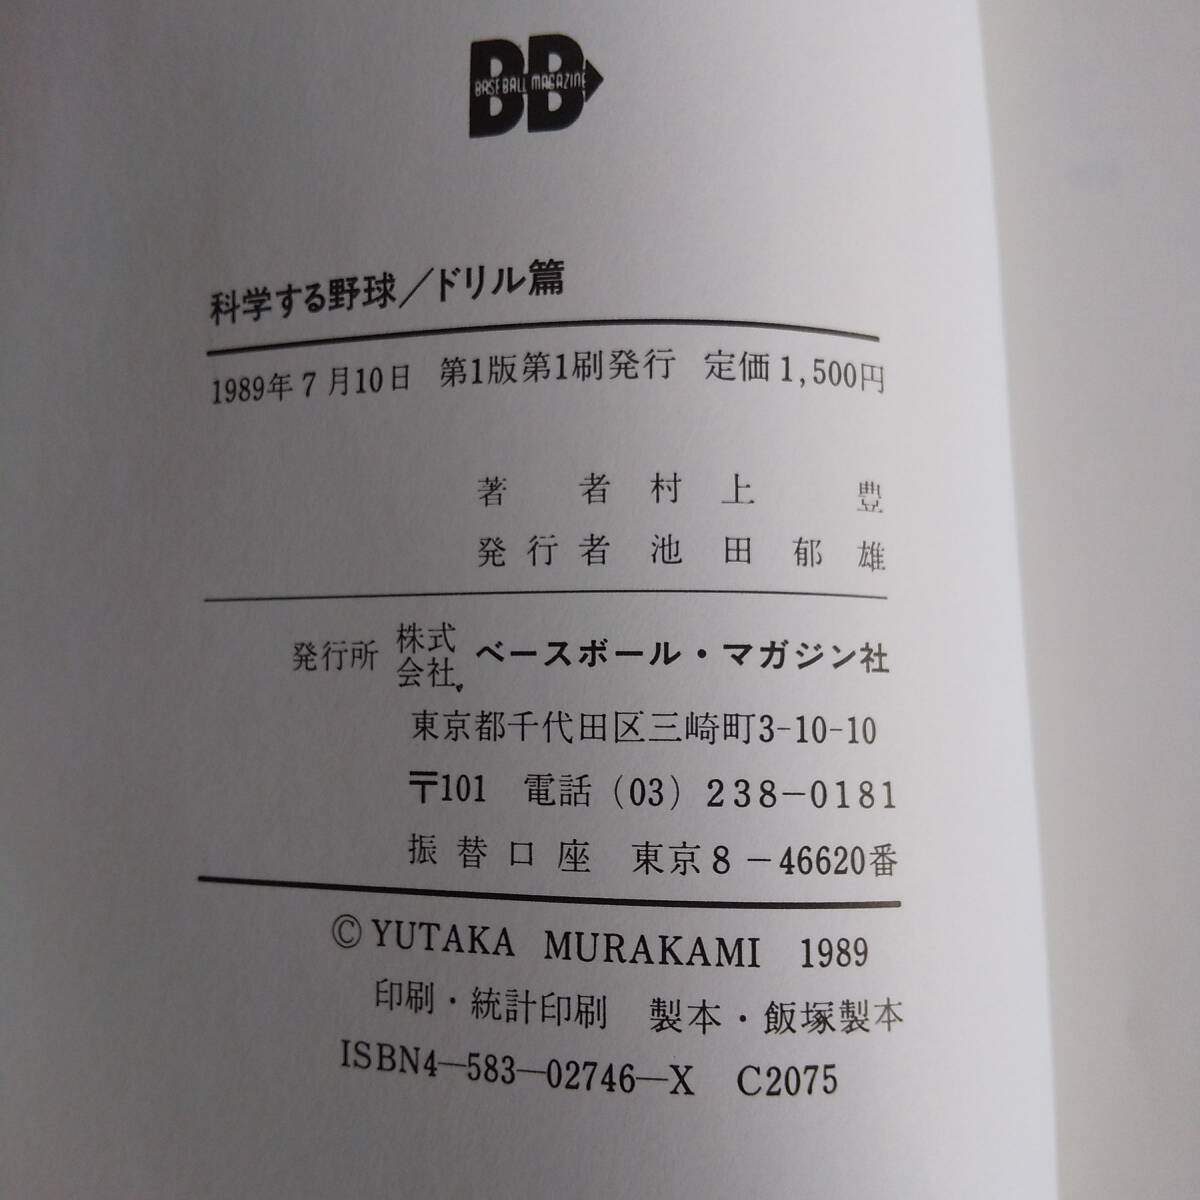 BB
BASEBALL MAGAZINE
科学する野球／ドリル篇
1989年7月10日 第1版第1刷発行 定価1,500円
著者 村上豊
発行者 池田郁雄
発行所 株式会社 ベースボール・マガジン社
東京都千代田区三崎町3-10-10
〒101 電話(03) 238-0181
振替口座 東京8-46620番
©YUTAKA MURAKAMI 1989
印刷・統計印刷 製本・飯塚製本
ISBN4-583-02746-X C2075